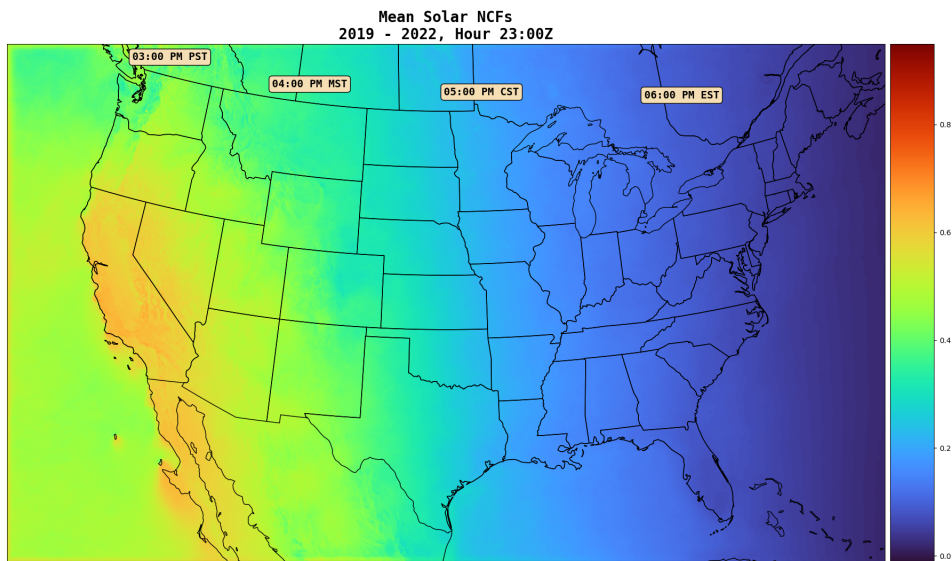 Mean Solar NCFs
2019 - 2022, Hour 23:00Z
03:00 PM PST
04:00 PM MST
05:00 PM CST
06:00 PM EST
0.8
0.6
0.4
0.2
0.0